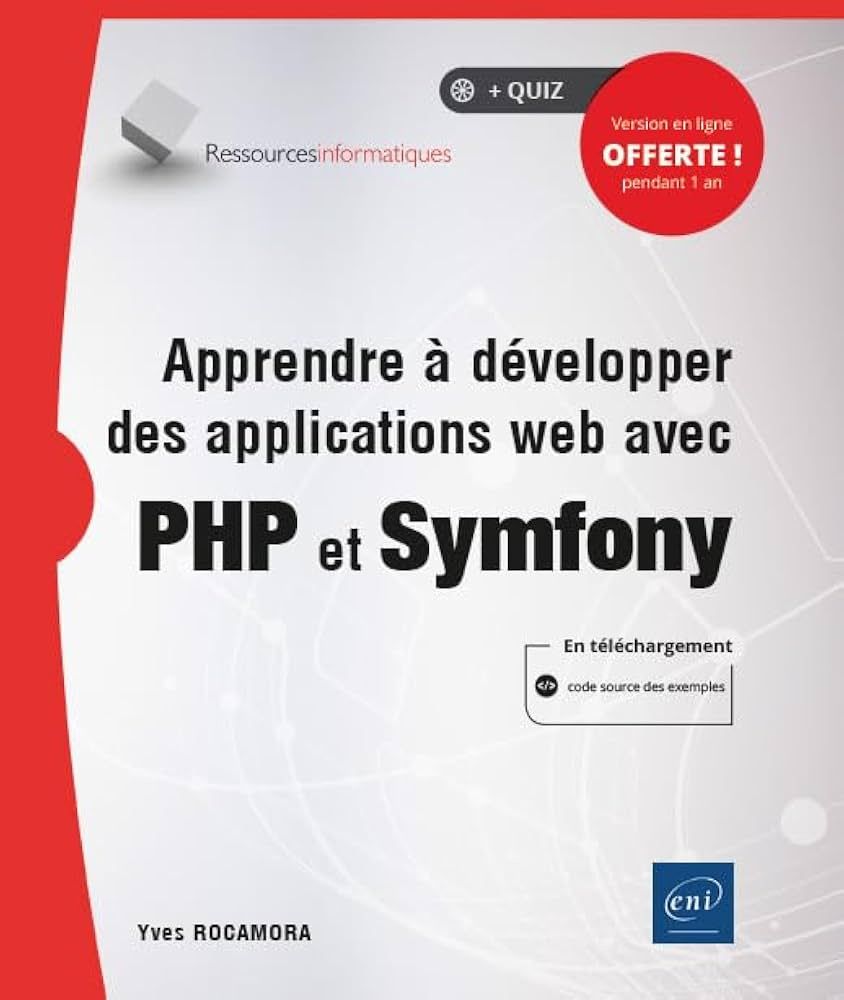 + QUIZ
Version en ligne
OFFERTE !
pendant 1 an
Ressourcesinformatiques
Apprendre à développer
des applications web avec
PHP et Symfony
En téléchargement
</> code source des exemples
eni
Yves ROCAMORA